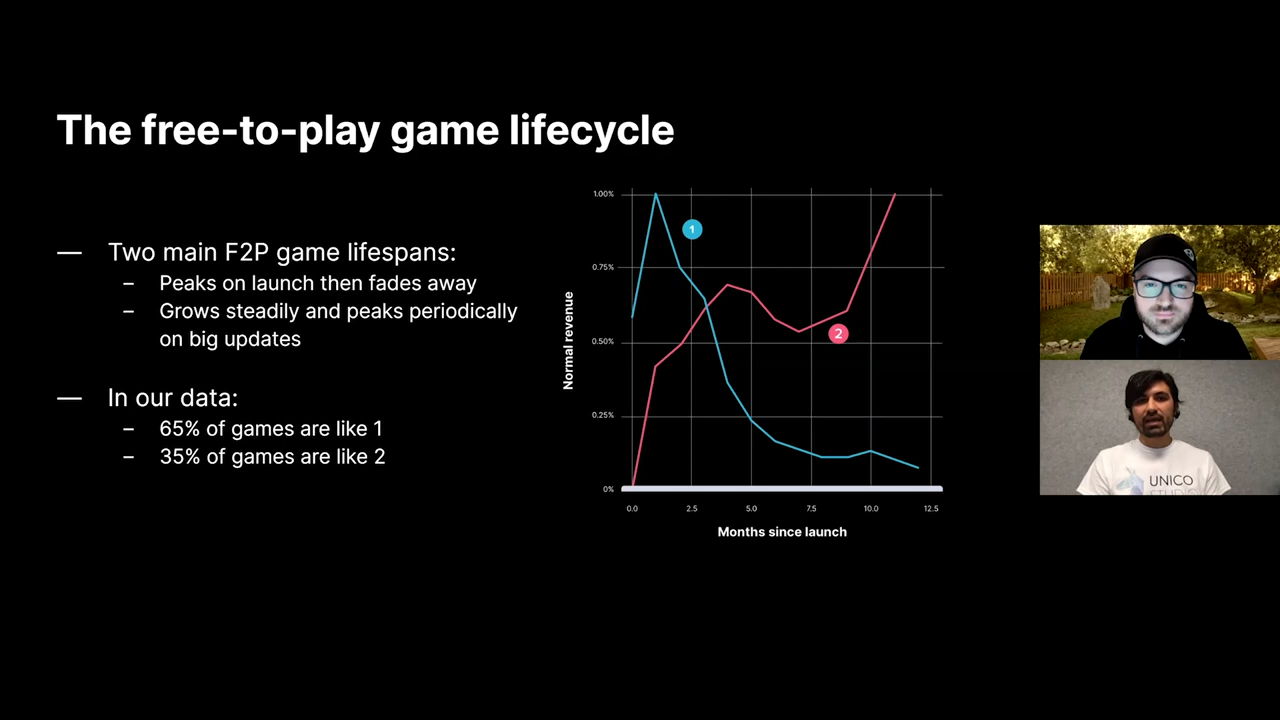 The free-to-play game lifecycle
— Two main F2P game lifespans:
– Peaks on launch then fades away
– Grows steadily and peaks periodically
on big updates
— In our data:
– 65% of games are like 1
– 35% of games are like 2
Normal revenue
1.00%
0.75%
0.50%
0.25%
0%
1
2
0.0 2.5 5.0 7.5 10.0 12.5
Months since launch
UNICO
STUDIO